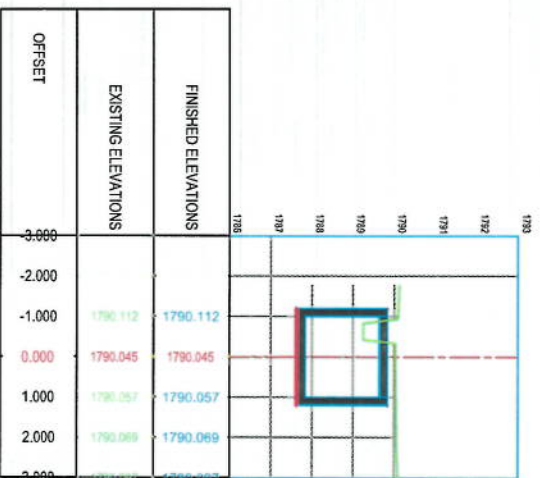 OFFSET
EXISTING ELEVATIONS
FINISHED ELEVATIONS
1786
1787
1788
1789
1790
1791
1792
1793
-3.000
-2.000
-1.000 1790.112 1790.112
0.000 1790.045 1790.045
1.000 1790.057 1790.057
2.000 1790.069 1790.069